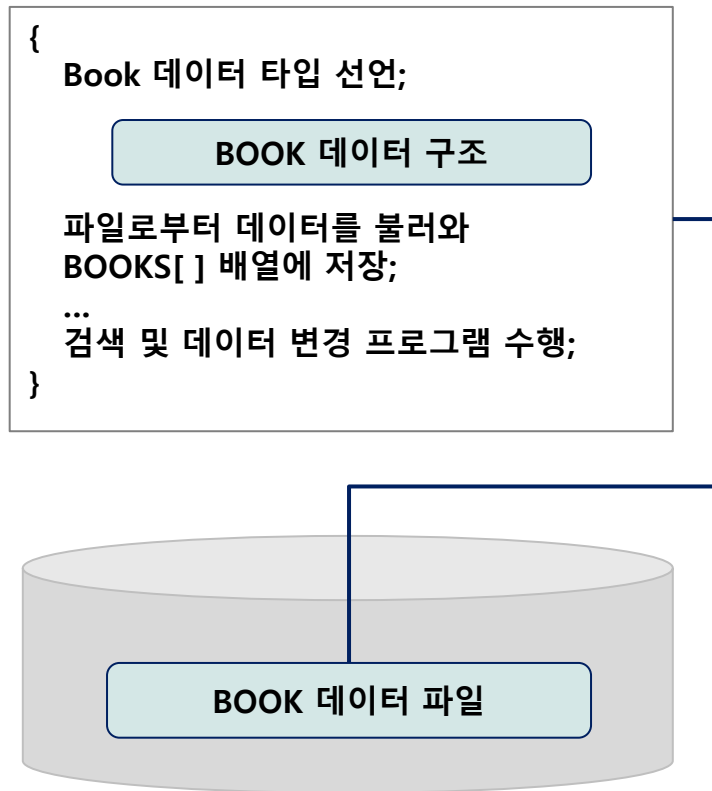 {
Book 데이터 타입 선언;
BOOK 데이터 구조
파일로부터 데이터를 불러와
BOOKS[ ] 배열에 저장;
...
검색 및 데이터 변경 프로그램 수행;
}
BOOK 데이터 파일